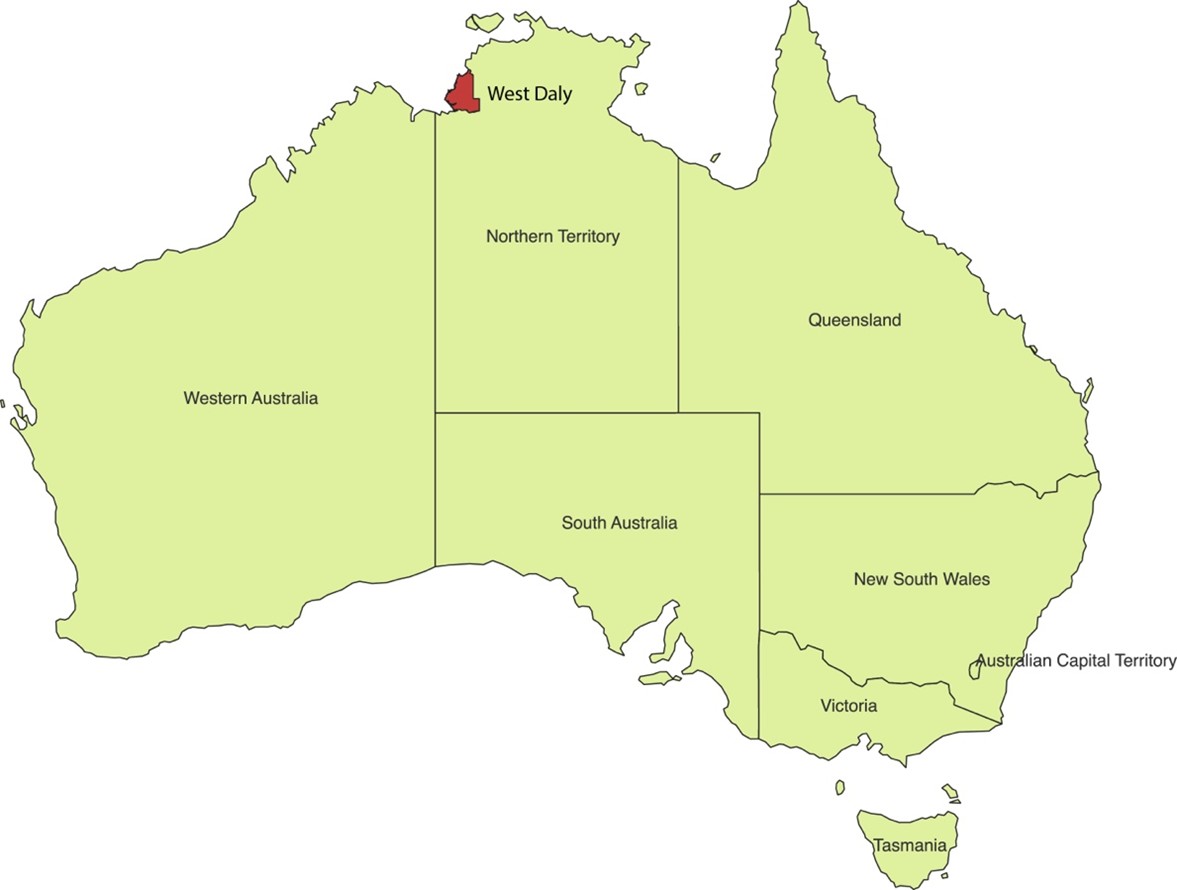 West Daly
Northern Territory
Queensland
Western Australia
South Australia
New South Wales
Australian Capital Territory
Victoria
Tasmania